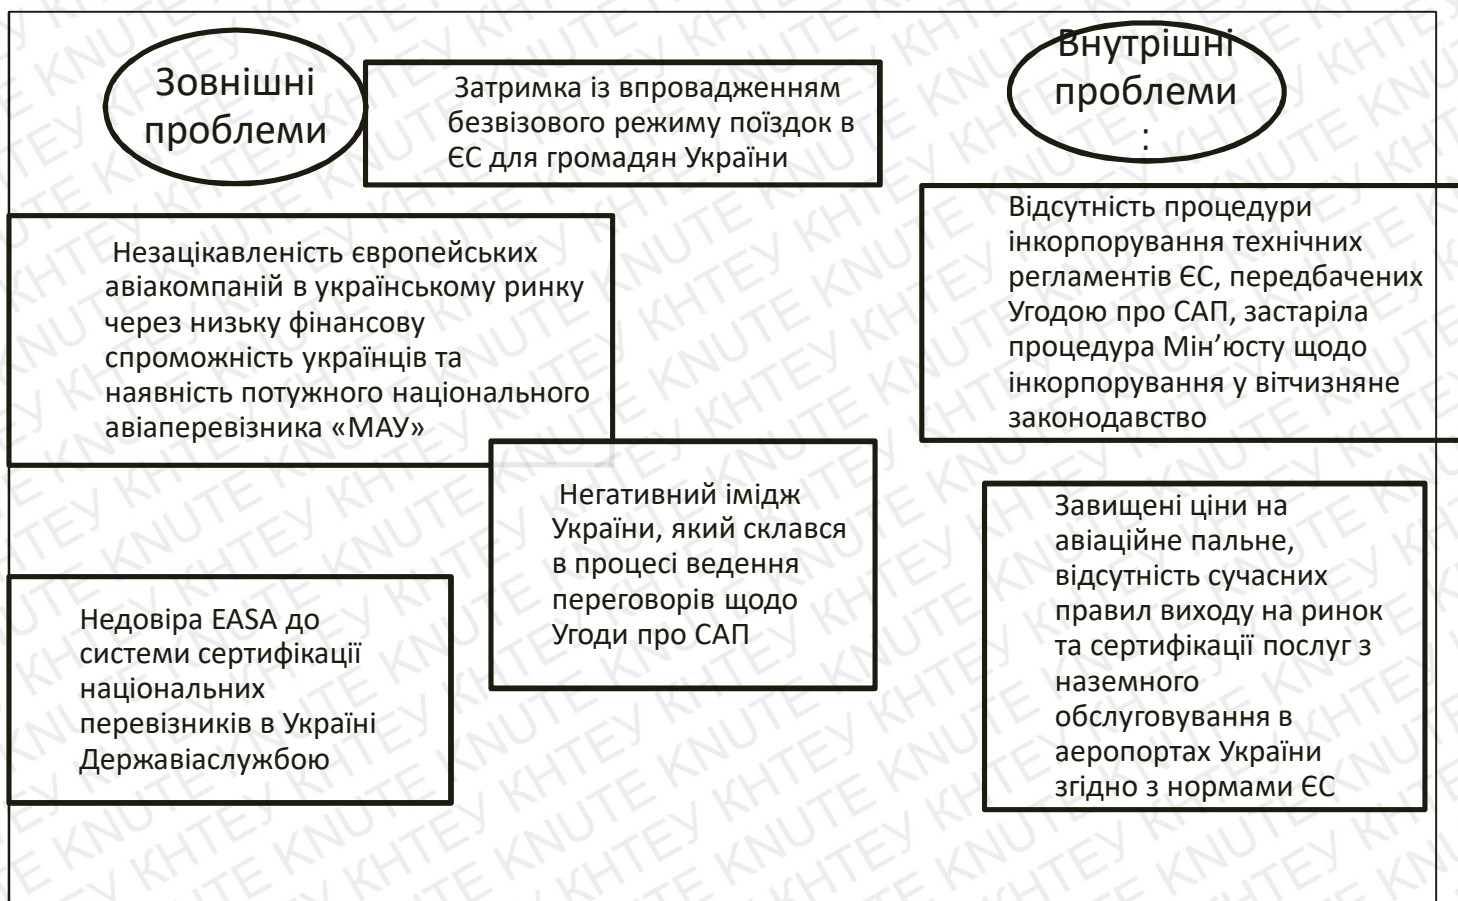 Зовнішні
проблеми
Затримка із впровадженням
безвізового режиму поїздок в
ЄС для громадян України
Незацікавленість європейських
авіакомпаній в українському ринку
через низьку фінансову
спроможність українців та
наявність потужного національного
авіаперевізника «МАУ»
Негативний імідж
України, який склався
в процесі ведення
переговорів щодо
Угоди про САП
Недовіра EASA до
системи сертифікації
національних
перевізників в Україні
Державіаслужбою
Внутрішні
проблеми
:
Відсутність процедури
інкорпорування технічних
регламентів ЄС, передбачених
Угодою про САП, застаріла
процедура Мін’юсту щодо
інкорпорування у вітчизняне
законодавство
Завищені ціни на
авіаційне пальне,
відсутність сучасних
правил виходу на ринок
та сертифікації послуг з
наземного
обслуговування в
аеропортах України
згідно з нормами ЄС
КНТЕУ KNUTE